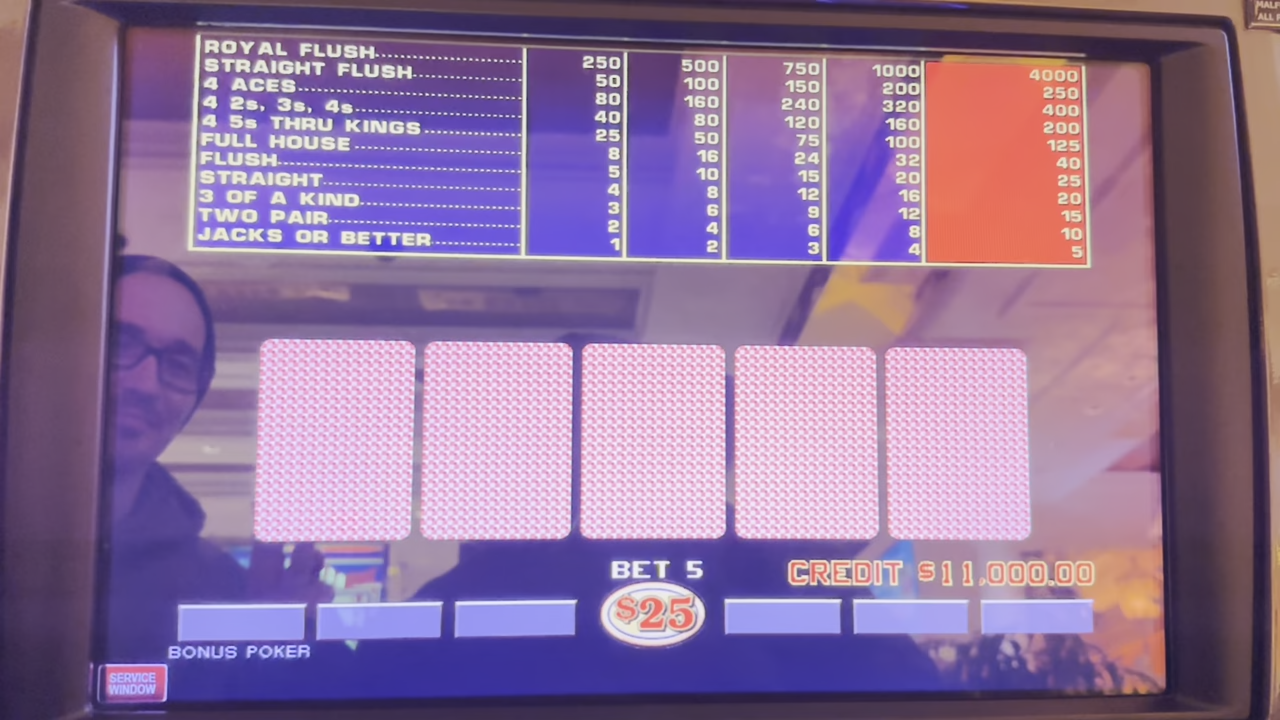 ROYAL FLUSH 250 500 750 1000 4000
STRAIGHT FLUSH 50 100 150 200 250
4 ACES 80 160 240 320 400
4 2s, 3s, 4s 40 80 120 160 200
4 5s THRU KINGS 25 50 75 100 125
FULL HOUSE 8 16 24 32 40
FLUSH 5 10 15 20 25
STRAIGHT 4 8 12 16 20
3 OF A KIND 3 6 9 12 15
TWO PAIR 2 4 6 8 10
JACKS OR BETTER 1 2 3 4 5
BET 5
CREDIT $11,000.00
$25
BONUS POKER
SERVICE
WINDOW
ALL